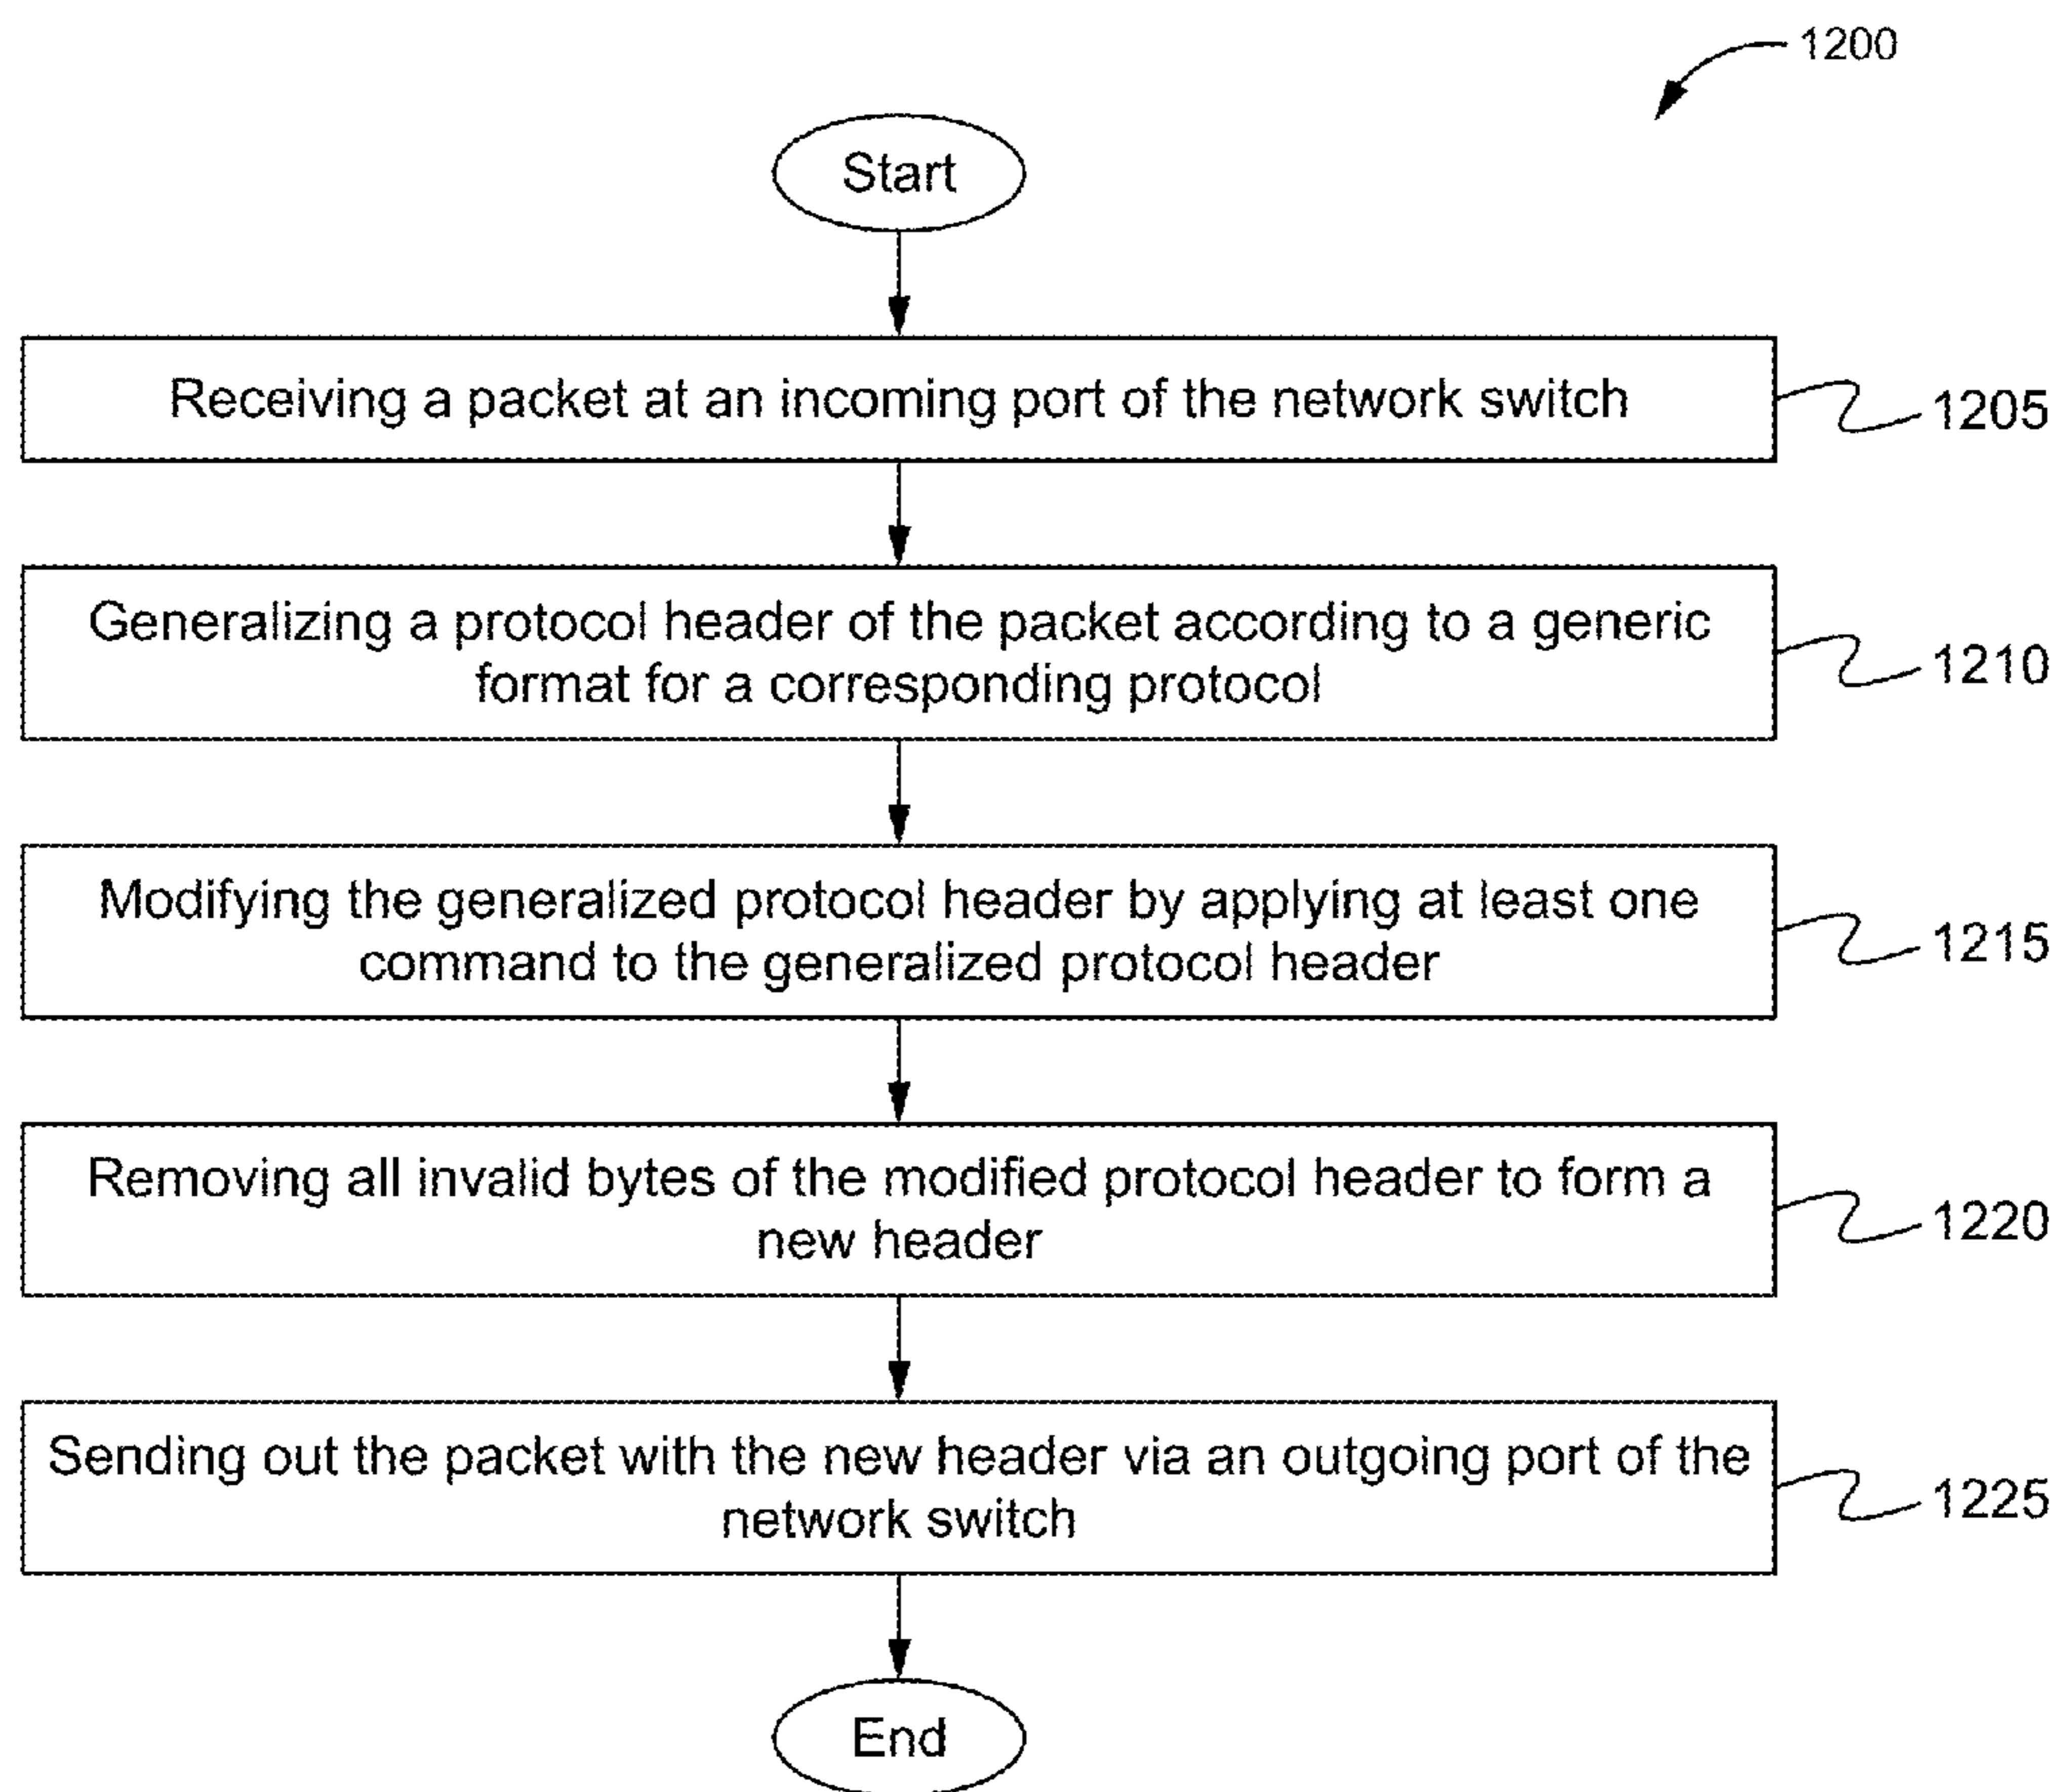 1200
Start
Receiving a packet at an incoming port of the network switch
1205
Generalizing a protocol header of the packet according to a generic
format for a corresponding protocol
1210
Modifying the generalized protocol header by applying at least one
command to the generalized protocol header
1215
Removing all invalid bytes of the modified protocol header to form a
new header
1220
Sending out the packet with the new header via an outgoing port of the
network switch
1225
End